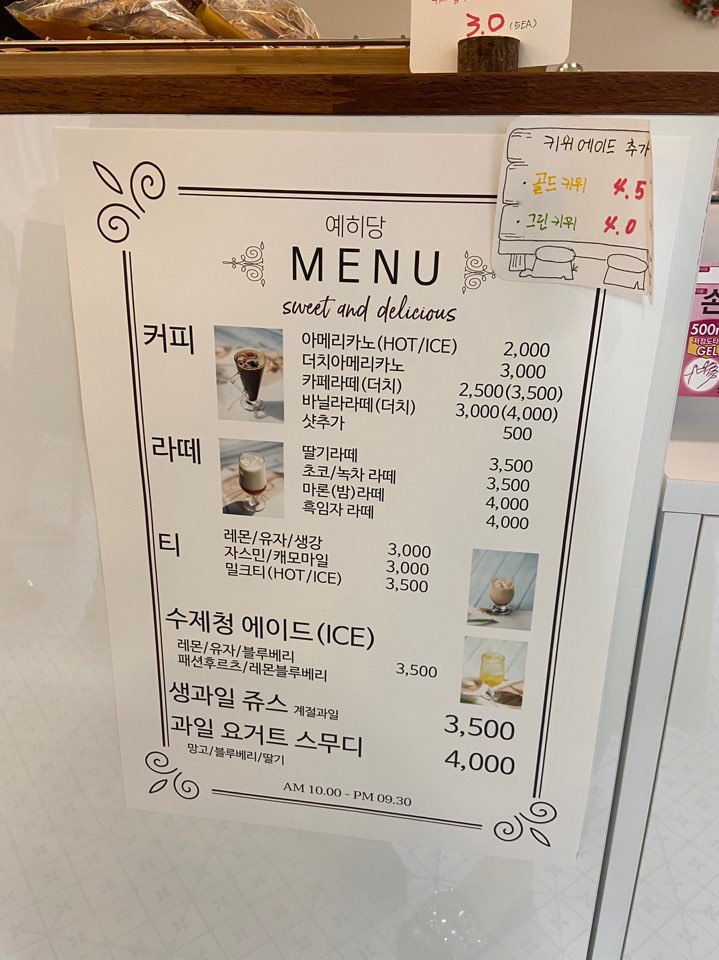 3.0 (5EA)
키위에이드 추가
· 골드키위 4.5
· 그린키위 4.0
예히당
MENU
sweet and delicious
커피
아메리카노(HOT/ICE) 2,000
더치아메리카노 3,000
카페라떼(더치) 2,500(3,500)
바닐라라떼(더치) 3,000(4,000)
샷추가 500
라떼
딸기라떼 3,500
초코/녹차 라떼 3,500
마론(밤)라떼 4,000
흑임자 라떼 4,000
티
레몬/유자/생강 3,000
자스민/캐모마일 3,000
밀크티(HOT/ICE) 3,500
수제청 에이드(ICE)
레몬/유자/블루베리
패션후르츠/레몬블루베리 3,500
생과일 쥬스 계절과일 3,500
과일 요거트 스무디 4,000
망고/블루베리/딸기
AM 10.00 - PM 09.30
손
500m
GEL